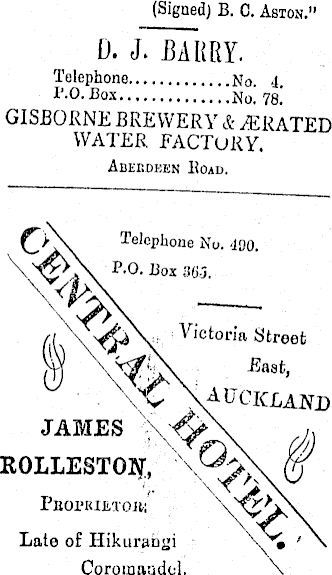 (Signed) B. C. ASTON."
D. J. BARRY.
Telephone.............No. 4.
P.O. Box..............No. 78.
GISBORNE BREWERY & ÆRATED
WATER FACTORY.
ABERDEEN ROAD.
Telephone No. 490.
P.O. Box 365.
CENTRAL HOTEL.
Victoria Street
East,
AUCKLAND
JAMES
ROLLESTON,
PROPRIETOR;
Late of Hikurangi
Coromandel.